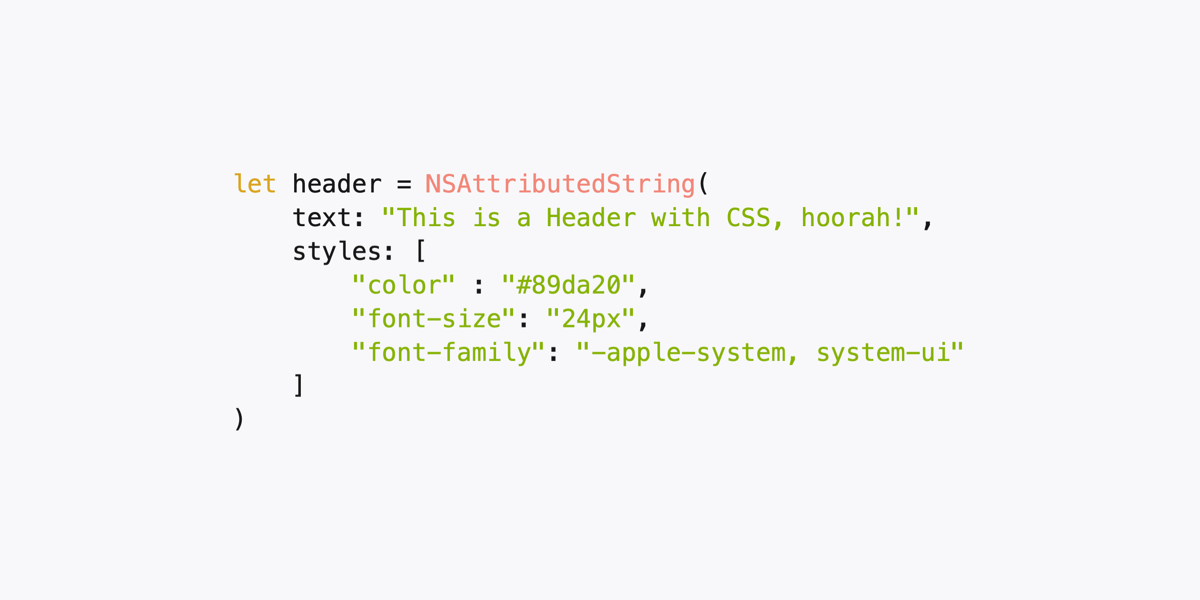 let header = NSAttributedString(
    text: "This is a Header with CSS, hoorah!",
    styles: [
        "color" : "#89da20",
        "font-size": "24px",
        "font-family": "-apple-system, system-ui"
    ]
)